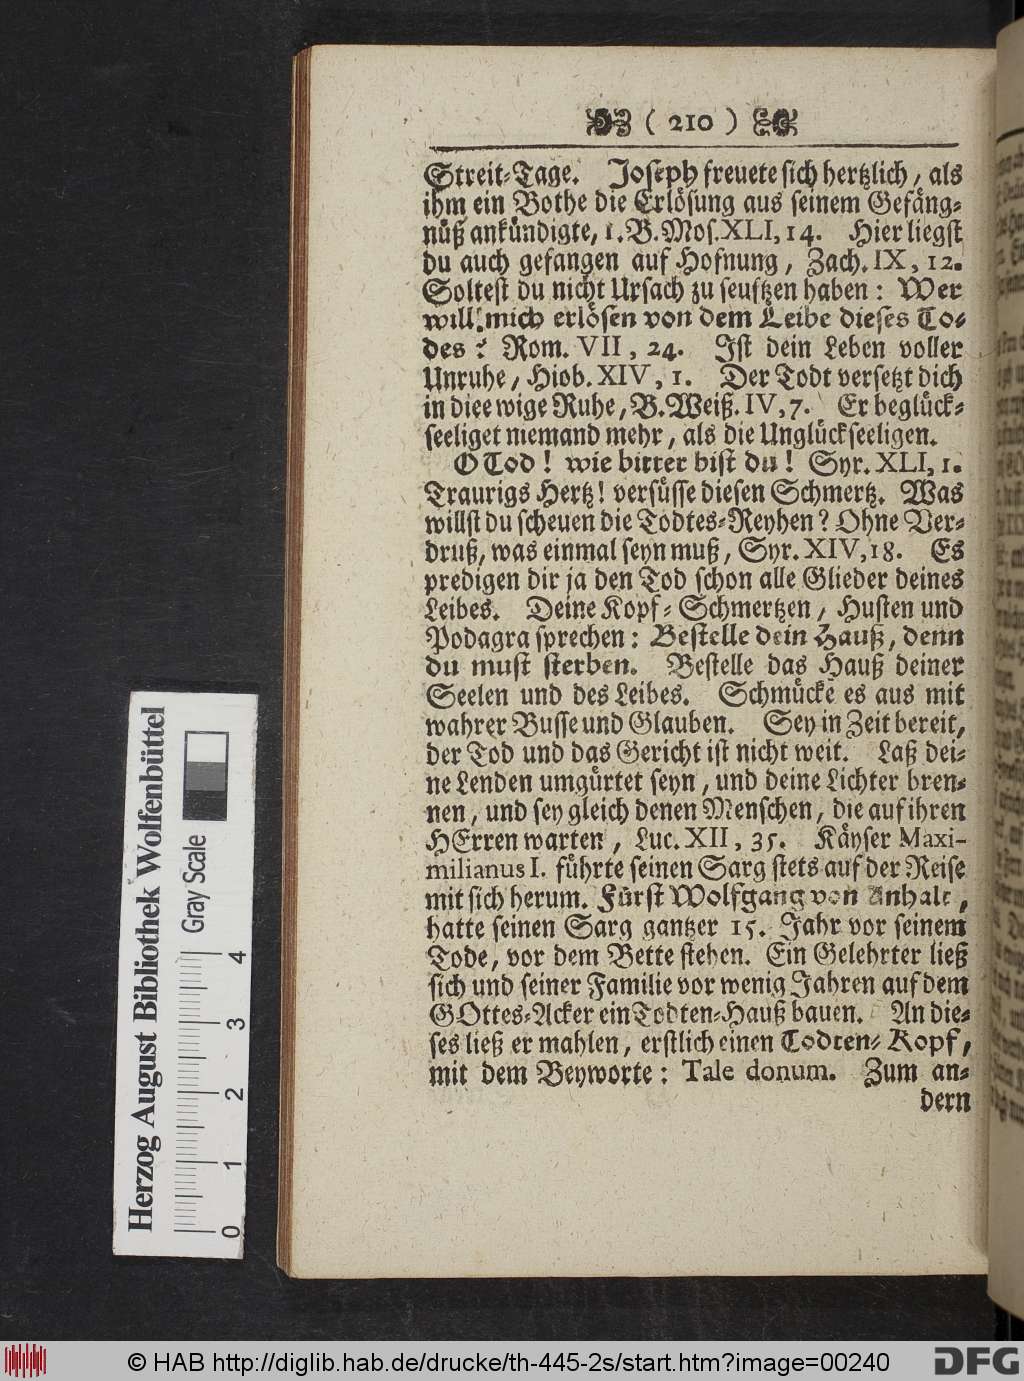 ( 210 )
Streit-Tage. Joseph freuete sich hertzlich, als
ihm ein Bothe die Erlösung aus seinem Gefäng-
nüß ankündigte, 1. B. Mos. XLI, 14. Hier liegst
du auch gefangen auf Hofnung, Zach. IX, 12.
Soltest du nicht Ursach zu seuftzen haben: Wer
will mich erlösen von dem Leibe dieses To-
des? Rom. VII, 24. Ist dein Leben voller
Unruhe, Hiob. XIV, 1. Der Todt versetzt dich
in die ewige Ruhe, B. Weiß. IV, 7. Er beglück-
seeliget niemand mehr, als die Unglückseeligen.
O Tod! wie bitter bist du! Syr. XLI, 1.
Traurigs Hertz! versüsse diesen Schmertz. Was
willst du scheuen die Todtes-Reyhen? Ohne Ver-
druß, was einmal seyn muß, Syr. XIV, 18. Es
predigen dir ja den Tod schon alle Glieder deines
Leibes. Deine Kopf-Schmertzen, Husten und
Podagra sprechen: Bestelle dein Hauß, denn
du must sterben. Bestelle das Hauß deiner
Seelen und des Leibes. Schmücke es aus mit
wahrer Busse und Glauben. Sey in Zeit bereit,
der Tod und das Gericht ist nicht weit. Laß dei-
ne Lenden umgürtet seyn, und deine Lichter bren-
nen, und sey gleich denen Menschen, die auf ihren
HErren warten, Luc. XII, 35. Käyser Maxi-
milianus I. führte seinen Sarg stets auf der Reise
mit sich herum. Fürst Wolfgang von Anhalt,
hatte seinen Sarg gantzer 15. Jahr vor seinem
Tode, vor dem Bette stehen. Ein Gelehrter ließ
sich und seiner Familie vor wenig Jahren auf dem
GOttes-Acker ein Todten-Hauß bauen. An die-
ses ließ er mahlen, erstlich einen Todten-Kopf,
mit dem Beyworte: Tale donum. Zum an-
dern
Herzog August Bibliothek Wolfenbüttel
Gray Scale
0 1 2 3 4
© HAB http://diglib.hab.de/drucke/th-445-2s/start.htm?image=00240
DFG